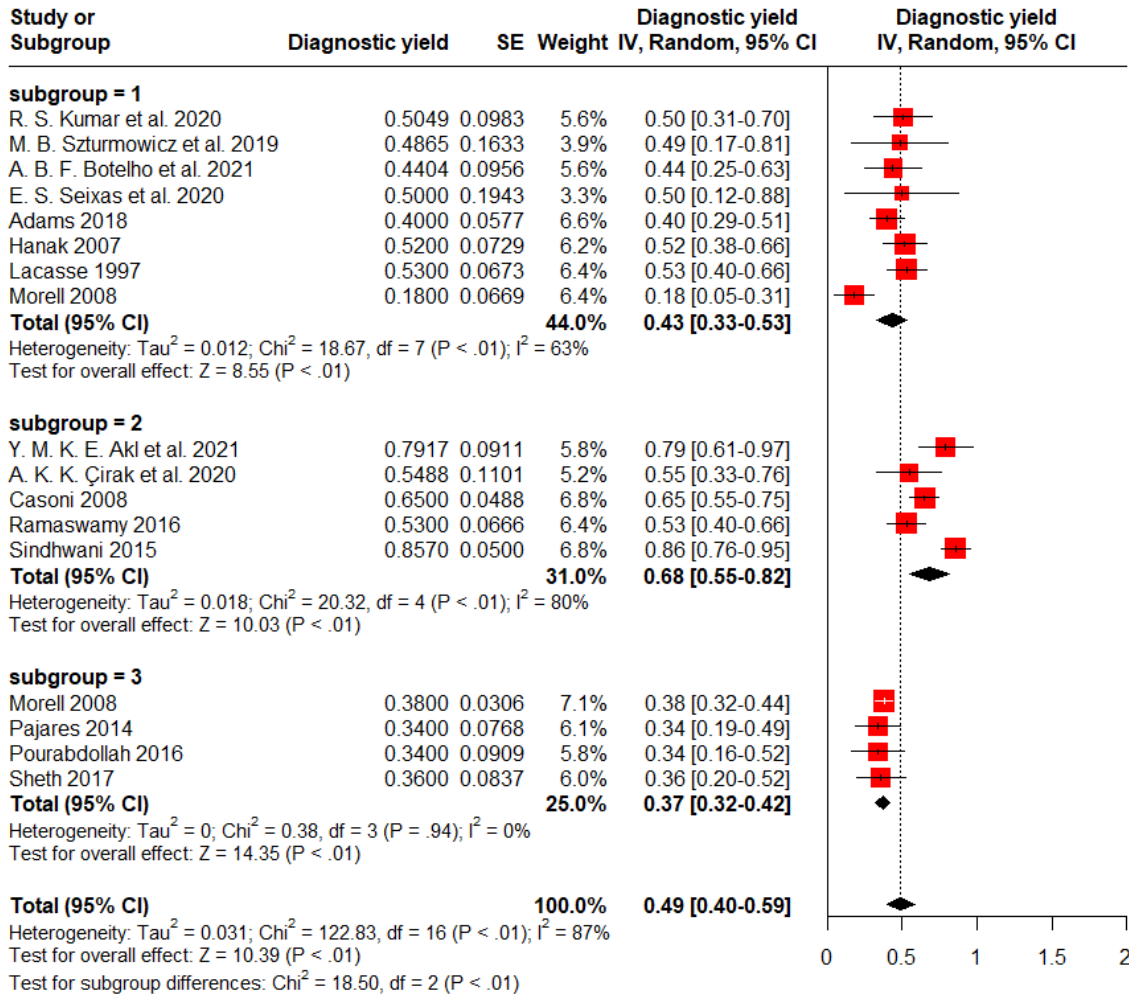 Study or Subgroup Diagnostic yield SE Weight Diagnostic yield IV, Random, 95% CI Diagnostic yield IV, Random, 95% CI
subgroup = 1
R. S. Kumar et al. 2020 0.5049 0.0983 5.6% 0.50 [0.31-0.70]
M. B. Szturmowicz et al. 2019 0.4865 0.1633 3.9% 0.49 [0.17-0.81]
A. B. F. Botelho et al. 2021 0.4404 0.0956 5.6% 0.44 [0.25-0.63]
E. S. Seixas et al. 2020 0.5000 0.1943 3.3% 0.50 [0.12-0.88]
Adams 2018 0.4000 0.0577 6.6% 0.40 [0.29-0.51]
Hanak 2007 0.5200 0.0729 6.2% 0.52 [0.38-0.66]
Lacasse 1997 0.5300 0.0673 6.4% 0.53 [0.40-0.66]
Morell 2008 0.1800 0.0669 6.4% 0.18 [0.05-0.31]
Total (95% CI) 44.0% 0.43 [0.33-0.53]
Heterogeneity: Tau² = 0.012; Chi² = 18.67, df = 7 (P < .01); I² = 63%
Test for overall effect: Z = 8.55 (P < .01)
subgroup = 2
Y. M. K. E. Akl et al. 2021 0.7917 0.0911 5.8% 0.79 [0.61-0.97]
A. K. K. Çirak et al. 2020 0.5488 0.1101 5.2% 0.55 [0.33-0.76]
Casoni 2008 0.6500 0.0488 6.8% 0.65 [0.55-0.75]
Ramaswamy 2016 0.5300 0.0666 6.4% 0.53 [0.40-0.66]
Sindhwani 2015 0.8570 0.0500 6.8% 0.86 [0.76-0.95]
Total (95% CI) 31.0% 0.68 [0.55-0.82]
Heterogeneity: Tau² = 0.018; Chi² = 20.32, df = 4 (P < .01); I² = 80%
Test for overall effect: Z = 10.03 (P < .01)
subgroup = 3
Morell 2008 0.3800 0.0306 7.1% 0.38 [0.32-0.44]
Pajares 2014 0.3400 0.0768 6.1% 0.34 [0.19-0.49]
Pourabdollah 2016 0.3400 0.0909 5.8% 0.34 [0.16-0.52]
Sheth 2017 0.3600 0.0837 6.0% 0.36 [0.20-0.52]
Total (95% CI) 25.0% 0.37 [0.32-0.42]
Heterogeneity: Tau² = 0; Chi² = 0.38, df = 3 (P = .94); I² = 0%
Test for overall effect: Z = 14.35 (P < .01)
Total (95% CI) 100.0% 0.49 [0.40-0.59]
Heterogeneity: Tau² = 0.031; Chi² = 122.83, df = 16 (P < .01); I² = 87%
Test for overall effect: Z = 10.39 (P < .01)
Test for subgroup differences: Chi² = 18.50, df = 2 (P < .01)
0 0.5 1 1.5 2